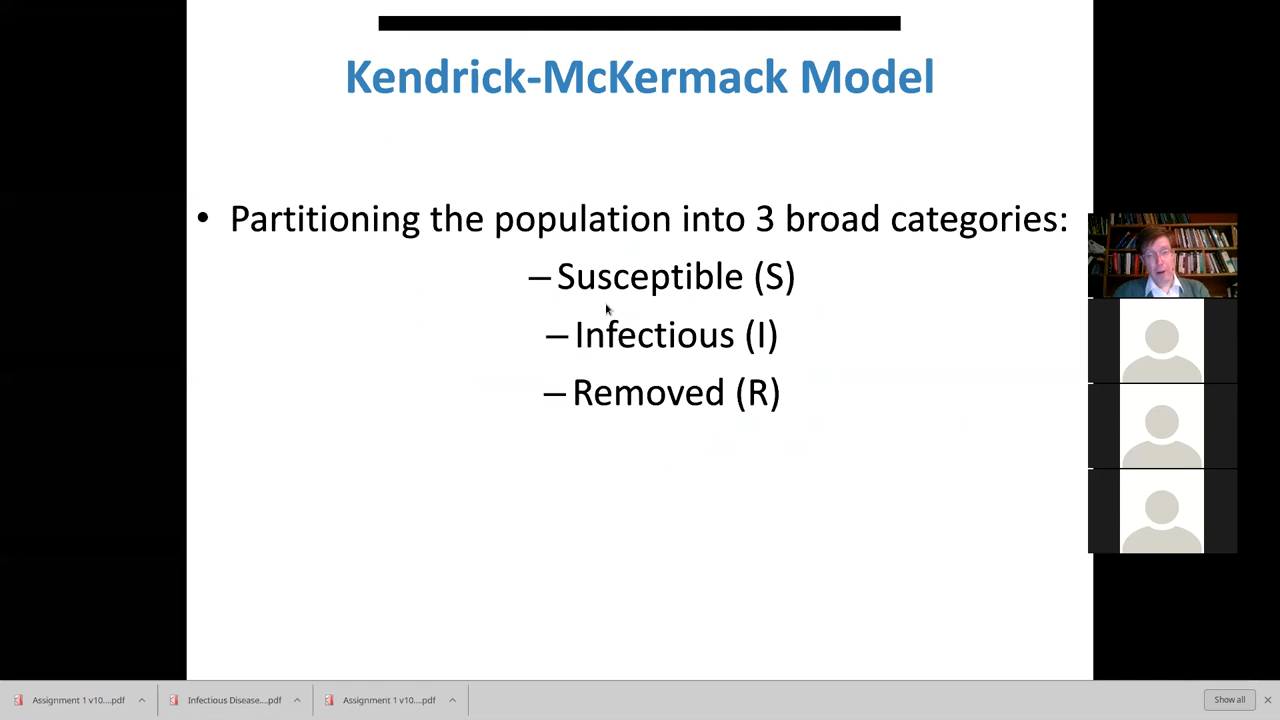 Kendrick-McKermack Model
• Partitioning the population into 3 broad categories:
– Susceptible (S)
– Infectious (I)
– Removed (R)
Assignment 1 v10....pdf
Infectious Disease....pdf
Assignment 1 v10....pdf
Show all